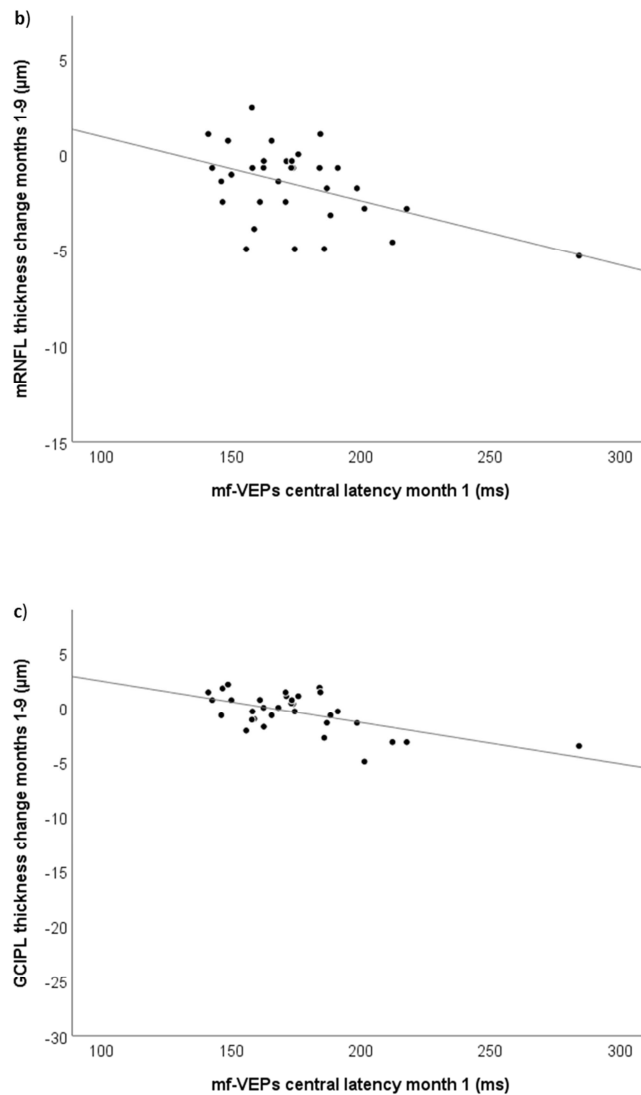 b)
mRNFL thickness change months 1-9 (µm)
5
0
-5
-10
-15
100 150 200 250 300
mf-VEPs central latency month 1 (ms)
c)
GCIPL thickness change months 1-9 (µm)
5
0
-5
-10
-15
-20
-25
-30
100 150 200 250 300
mf-VEPs central latency month 1 (ms)